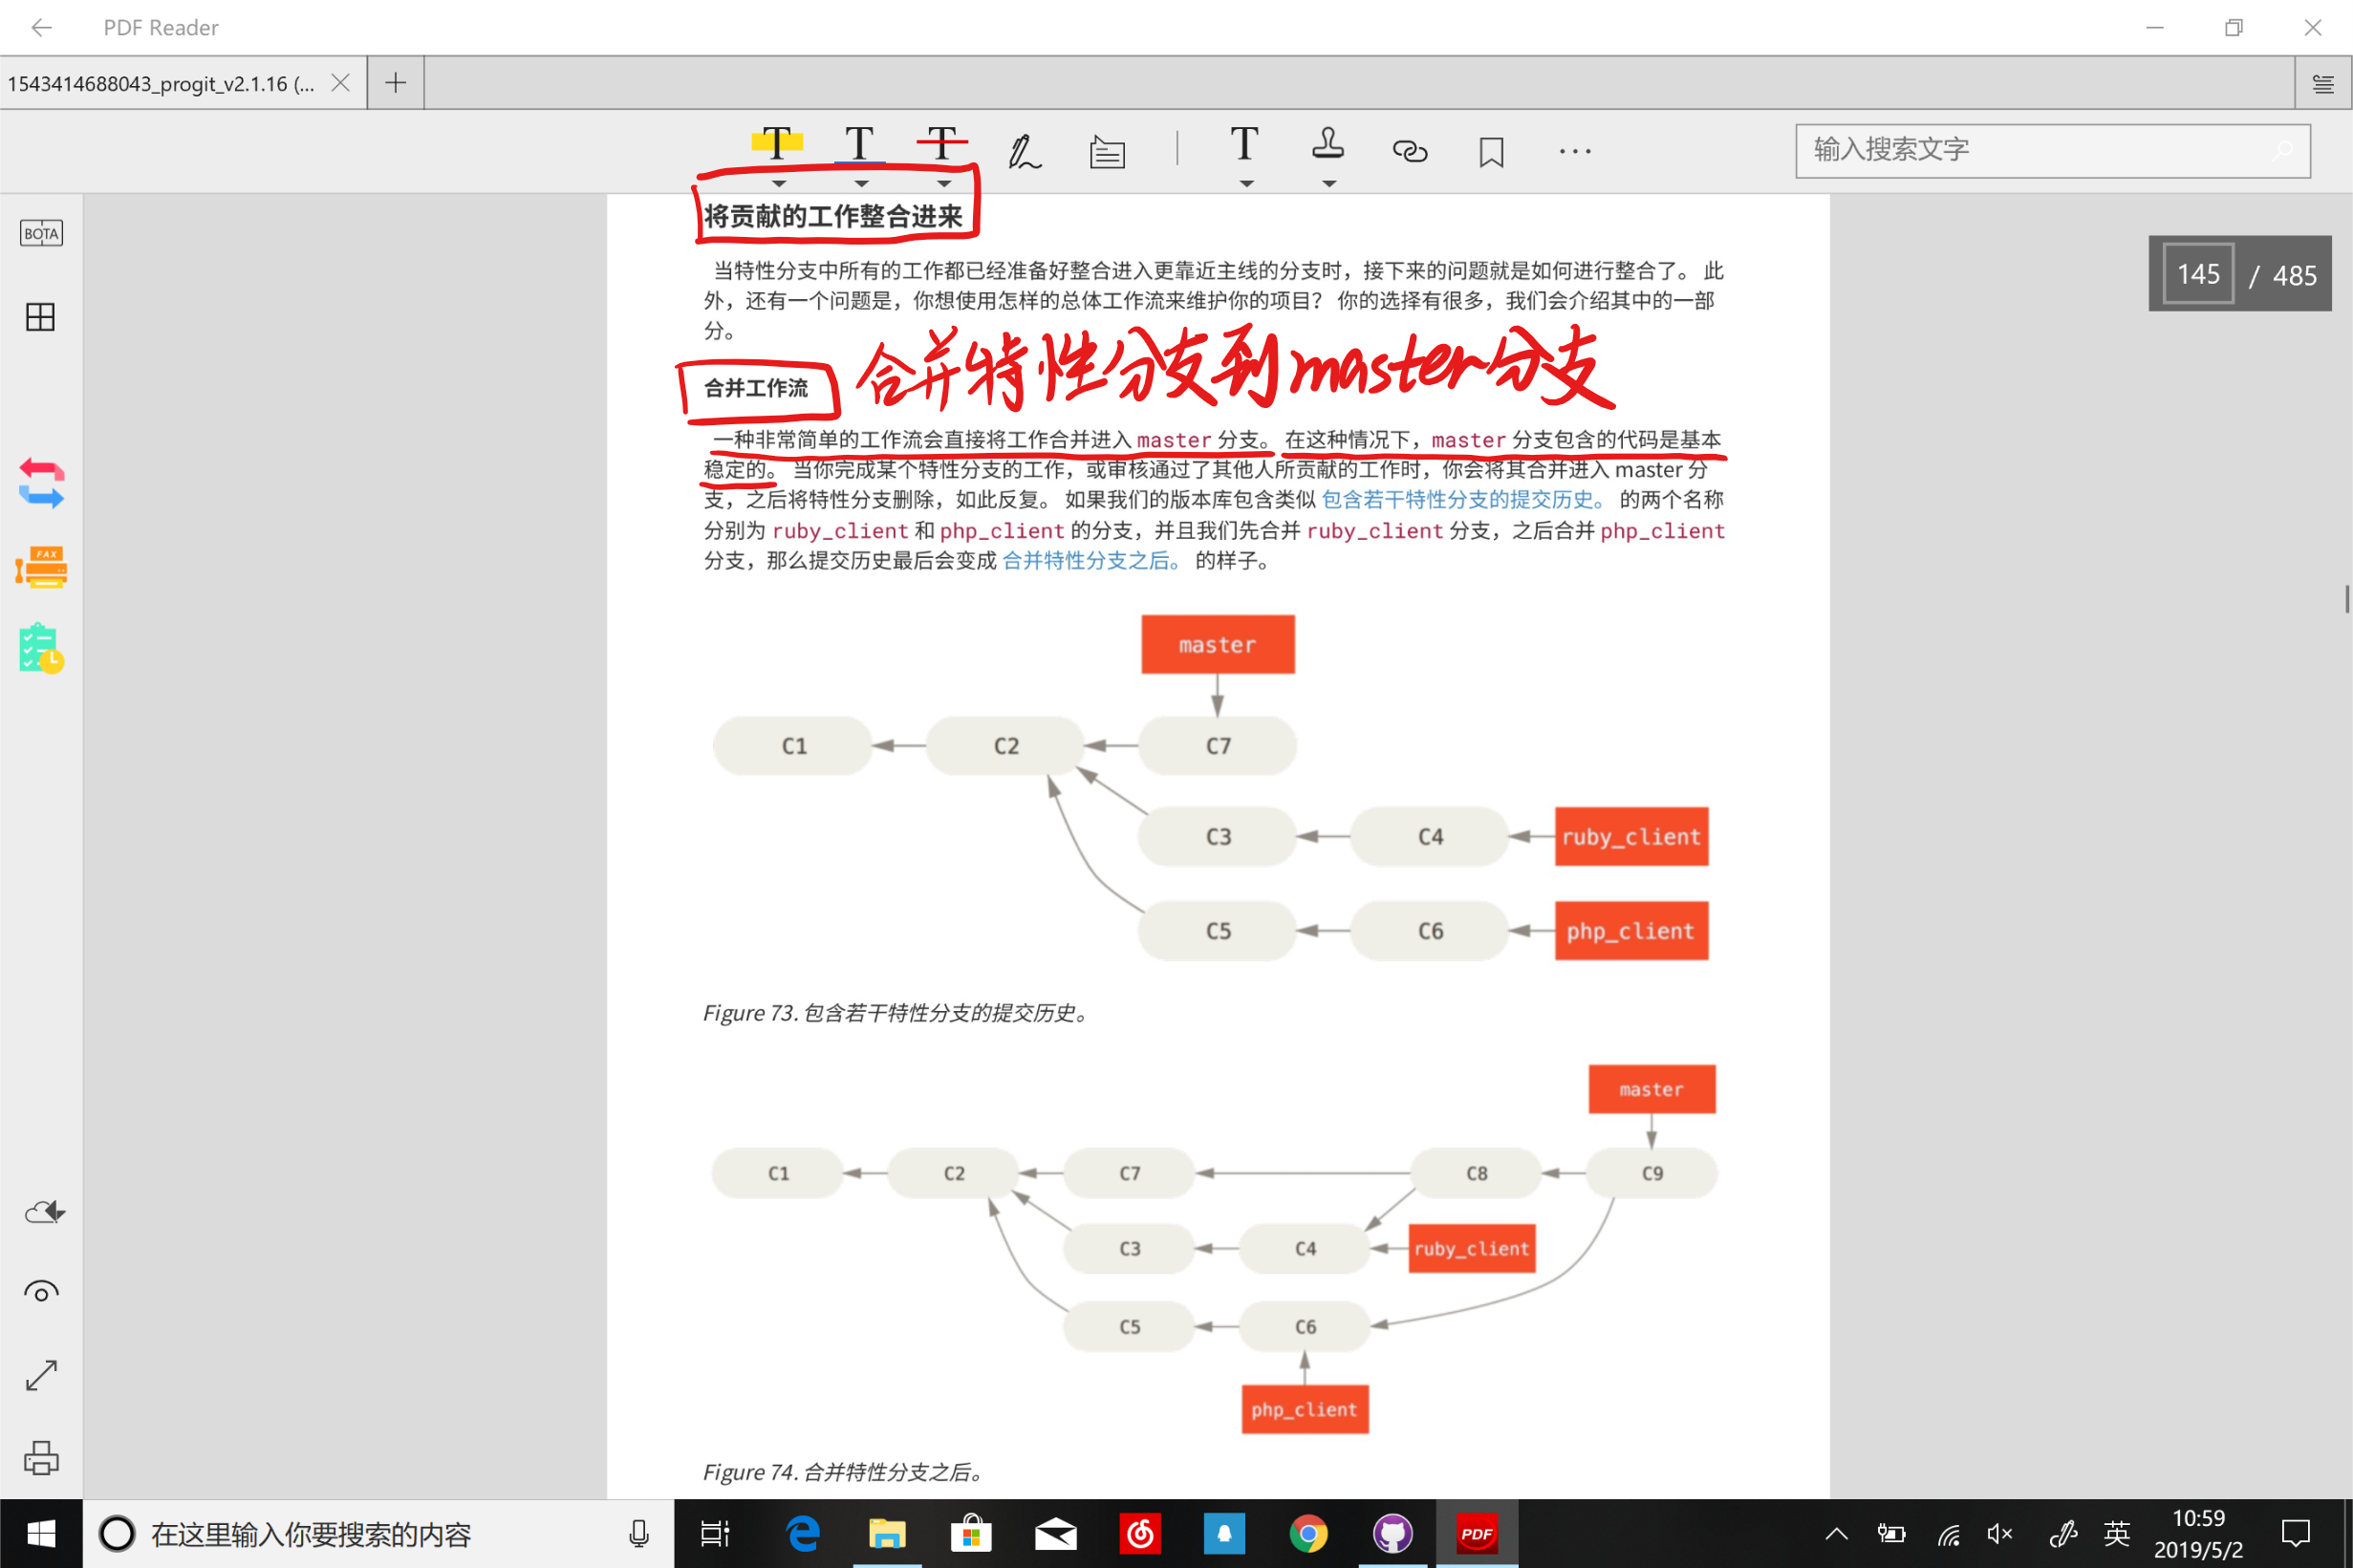 PDF Reader
1543414688043_progit_v2.1.16 (...
输入搜索文字
BOTA
145 / 485
将贡献的工作整合进来
当特性分支中所有的工作都已经准备好整合进入更靠近主线的分支时，接下来的问题就是如何进行整合了。 此
外，还有一个问题是，你想使用怎样的总体工作流来维护你的项目？ 你的选择有很多，我们会介绍其中的一部
分。
合并工作流
合并特性分支到master分支
一种非常简单的工作流会直接将工作合并进入 master 分支。 在这种情况下，master 分支包含的代码是基本
稳定的。 当你完成某个特性分支的工作，或审核通过了其他人所贡献的工作时，你会将其合并进入 master 分
支，之后将特性分支删除，如此反复。 如果我们的版本库包含类似 包含若干特性分支的提交历史。 的两个名称
分别为 ruby_client 和 php_client 的分支，并且我们先合并 ruby_client 分支，之后合并 php_client
分支，那么提交历史最后会变成 合并特性分支之后。 的样子。
FAX
master
C1 C2 C7
C3 C4 ruby_client
C5 C6 php_client
Figure 73. 包含若干特性分支的提交历史。
master
C1 C2 C7 C8 C9
C3 C4 ruby_client
C5 C6
php_client
Figure 74. 合并特性分支之后。
在这里输入你要搜索的内容
PDF
英
10:59
2019/5/2